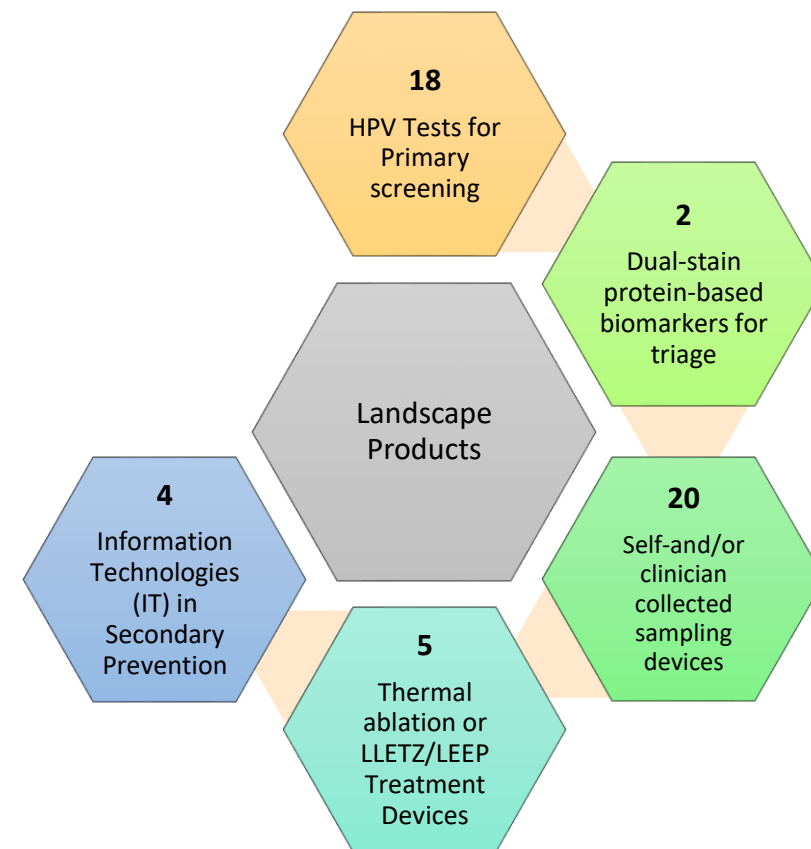 18
HPV Tests for
Primary
screening
2
Dual-stain
protein-based
biomarkers for
triage
Landscape
Products
20
Self-and/or
clinician
collected
sampling
devices
5
Thermal
ablation or
LLETZ/LEEP
Treatment
Devices
4
Information
Technologies
(IT) in
Secondary
Prevention